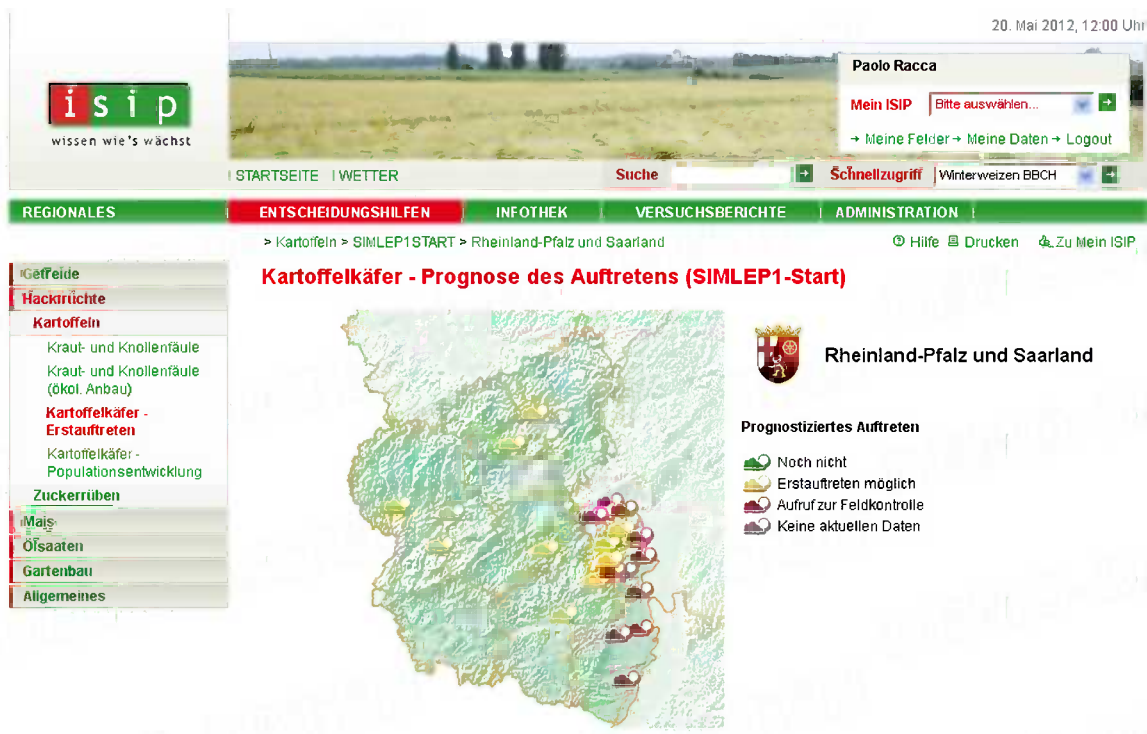 20. Mai 2012, 12:00 Uhr
isip
wissen wie's wächst
Paolo Racca
Mein ISIP Bitte auswählen...
→ Meine Felder → Meine Daten → Logout
| STARTSEITE | WETTER
Suche
Schnellzugriff Winterweizen BBCH
REGIONALES
ENTSCHEIDUNGSHILFEN | INFOTHEK | VERSUCHSBERICHTE | ADMINISTRATION |
> Kartoffeln > SIMLEP1START > Rheinland-Pfalz und Saarland
Hilfe Drucken Zu Mein ISIP
Getreide
Hackfrüchte
Kartoffeln
Kraut- und Knollenfäule
Kraut- und Knollenfäule
(ökol. Anbau)
Kartoffelkäfer -
Erstauftreten
Kartoffelkäfer -
Populationsentwicklung
Zuckerrüben
Mais
Ölsaaten
Gartenbau
Allgemeines
Kartoffelkäfer - Prognose des Auftretens (SIMLEP1-Start)
Rheinland-Pfalz und Saarland
Prognostiziertes Auftreten
Noch nicht
Erstauftreten möglich
Aufruf zur Feldkontrolle
Keine aktuellen Daten